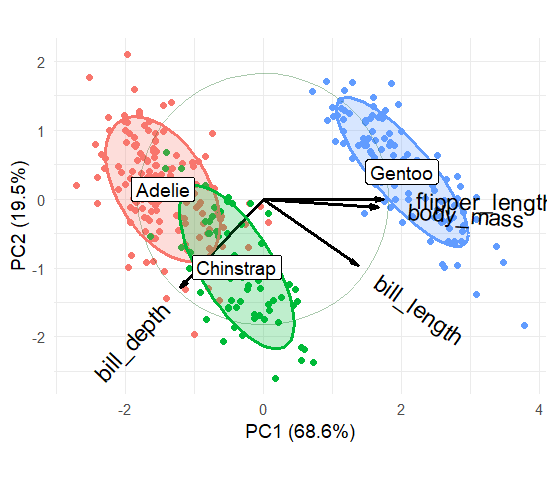 2
1
0
-1
-2
PC2 (19.5%)
Gentoo
Adelie
flipper_length
body_mass
Chinstrap
bill_length
bill_depth
-2
0
2
4
PC1 (68.6%)